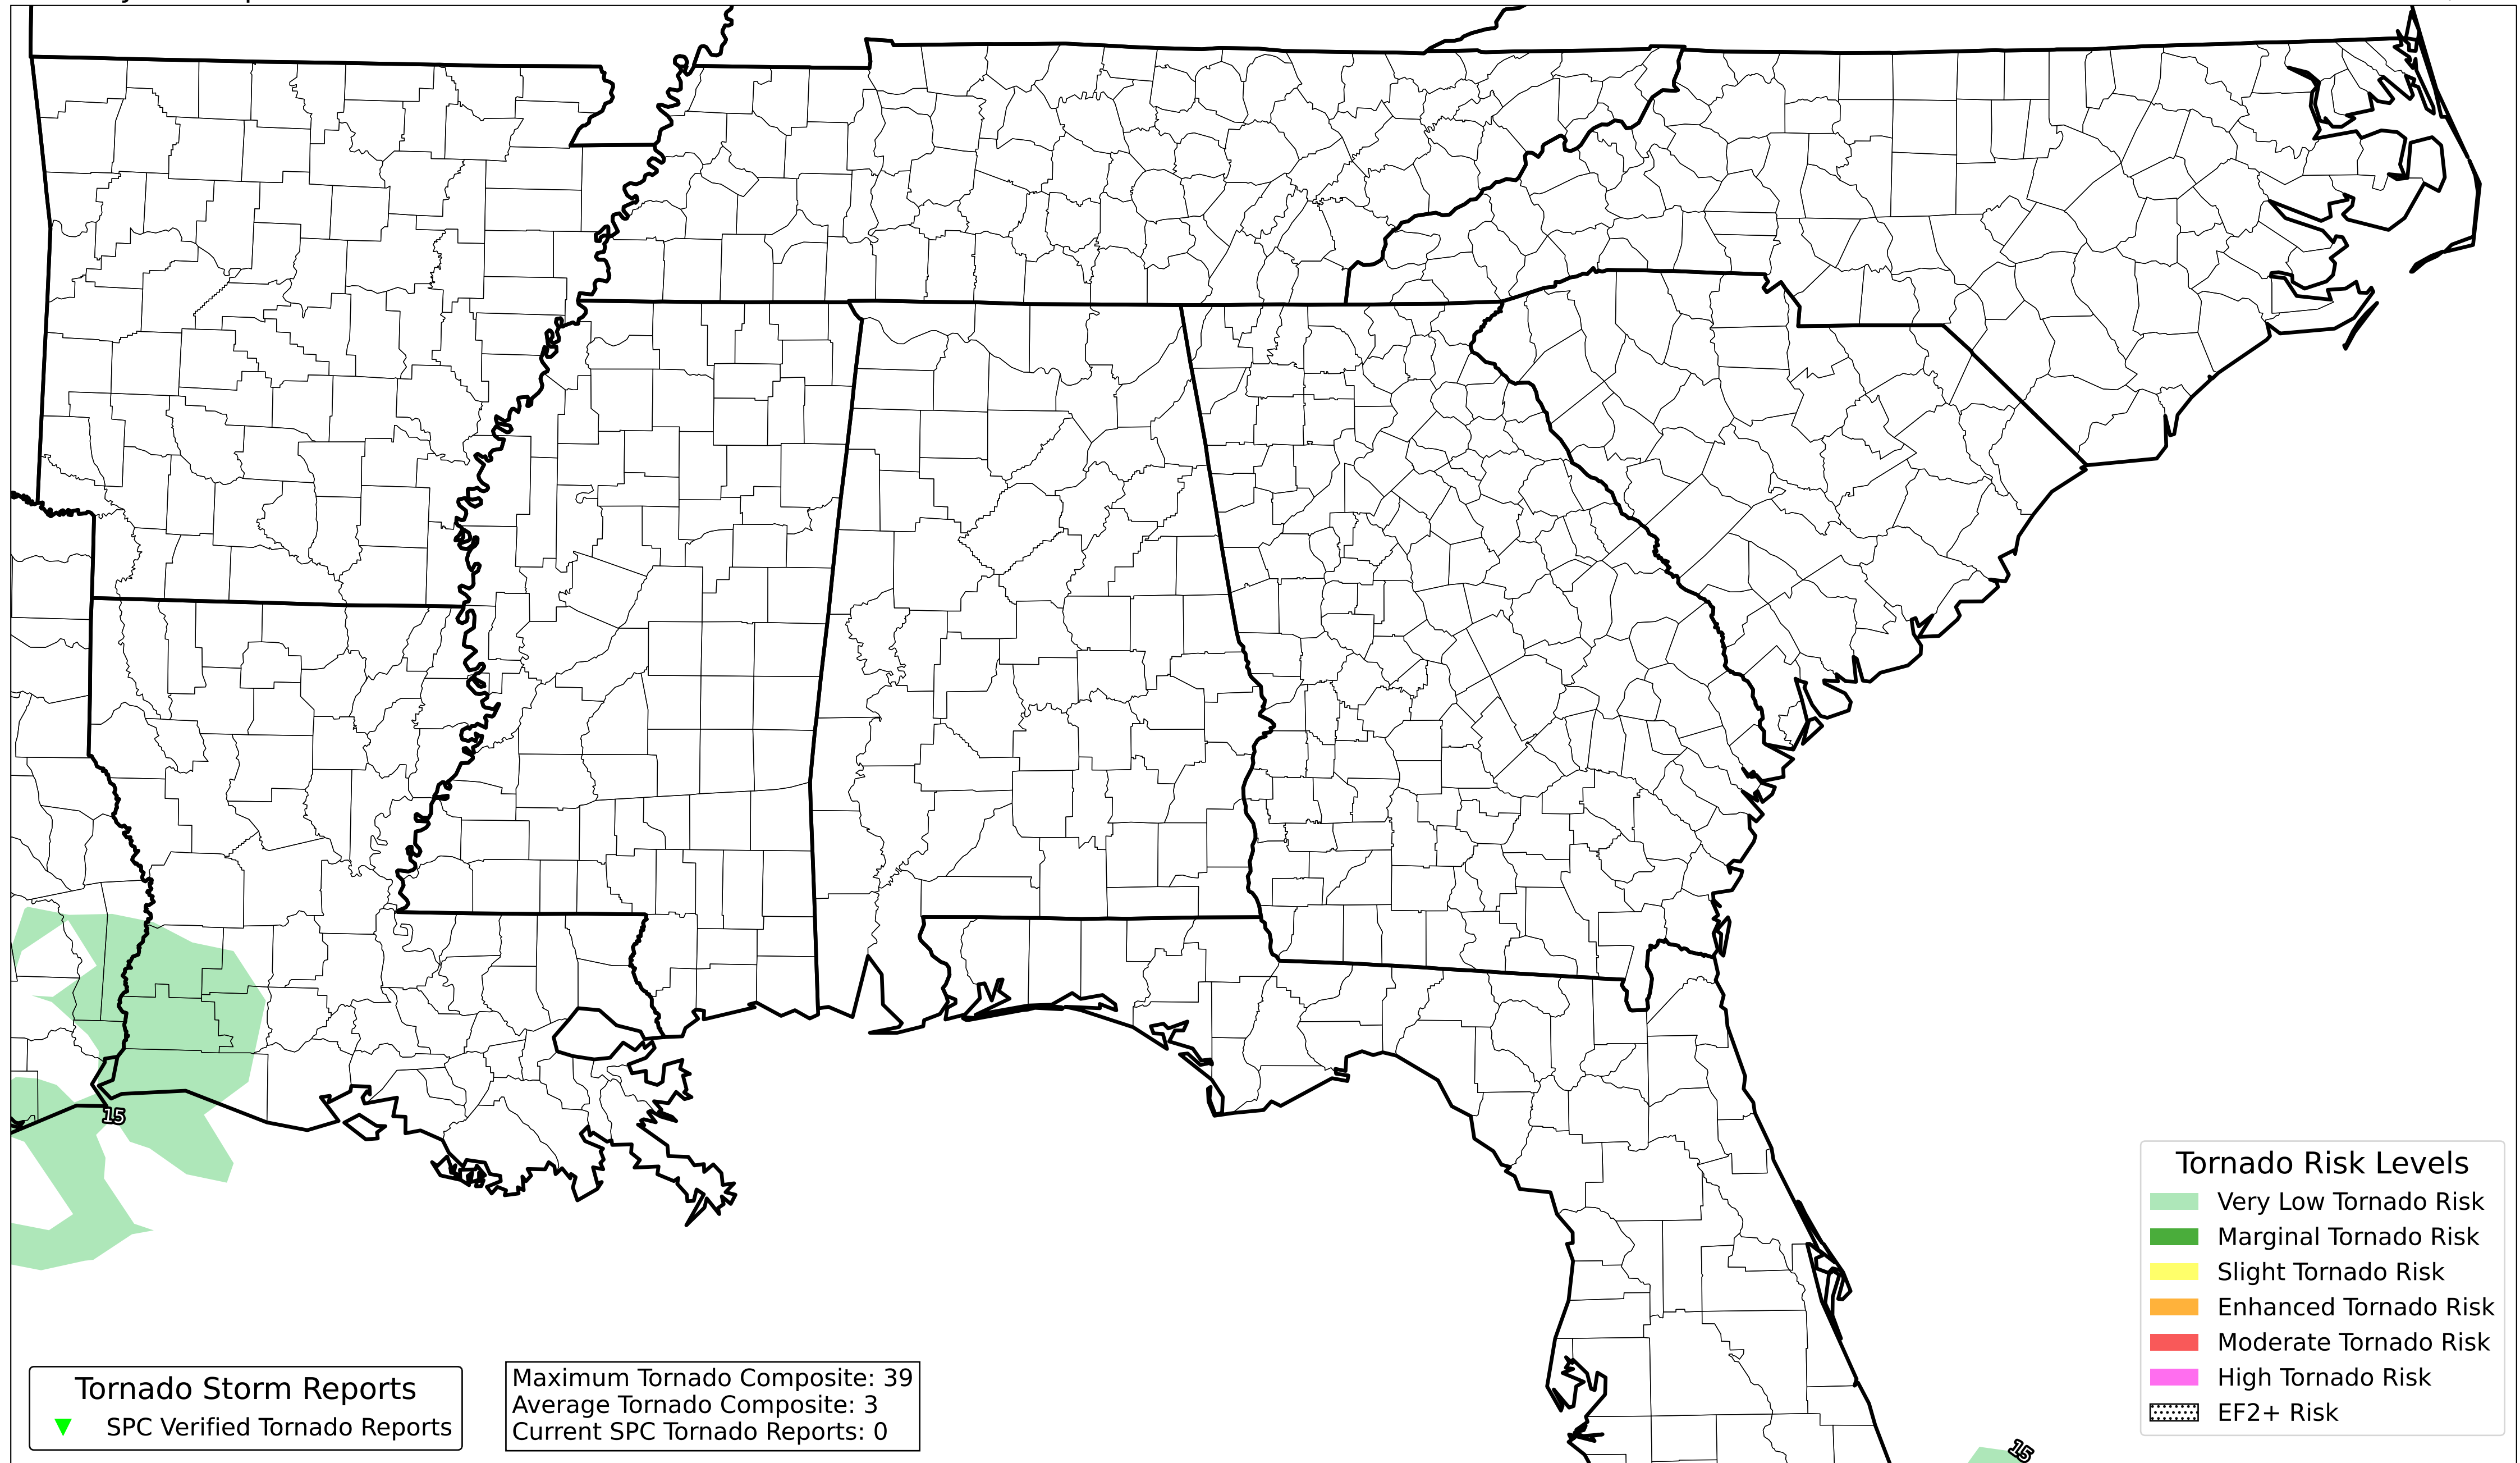 15
Tornado Risk Levels
Very Low Tornado Risk
Marginal Tornado Risk
Slight Tornado Risk
Enhanced Tornado Risk
Moderate Tornado Risk
High Tornado Risk
EF2+ Risk
Tornado Storm Reports
SPC Verified Tornado Reports
Maximum Tornado Composite: 39
Average Tornado Composite: 3
Current SPC Tornado Reports: 0
15